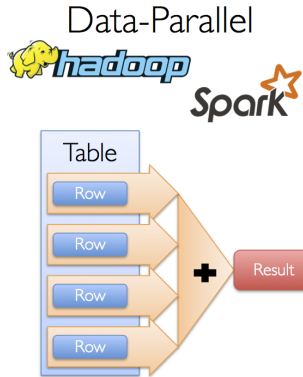 Data-Parallel
hadoop
Spark
Table
Row
Row
Row
Row
+
Result